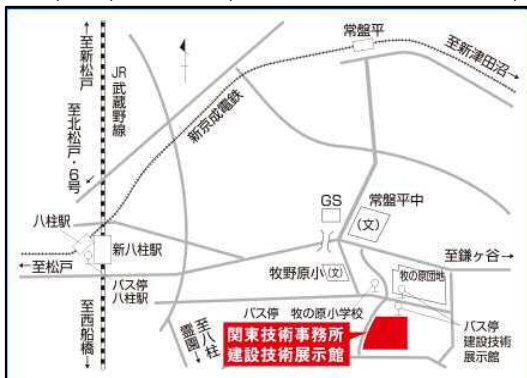 至新松戸
JR武蔵野線
至北松戸・6号
新京成電鉄
常盤平
至新津田沼
八柱駅
新八柱駅
至松戸
バス停
八柱駅
至西船橋
至八柱
霊園
GS
常盤平中
(文)
牧野原小
(文)
至鎌ヶ谷
牧の原団地
バス停 牧の原小学校
バス停
建設技術
展示館
関東技術事務所
建設技術展示館